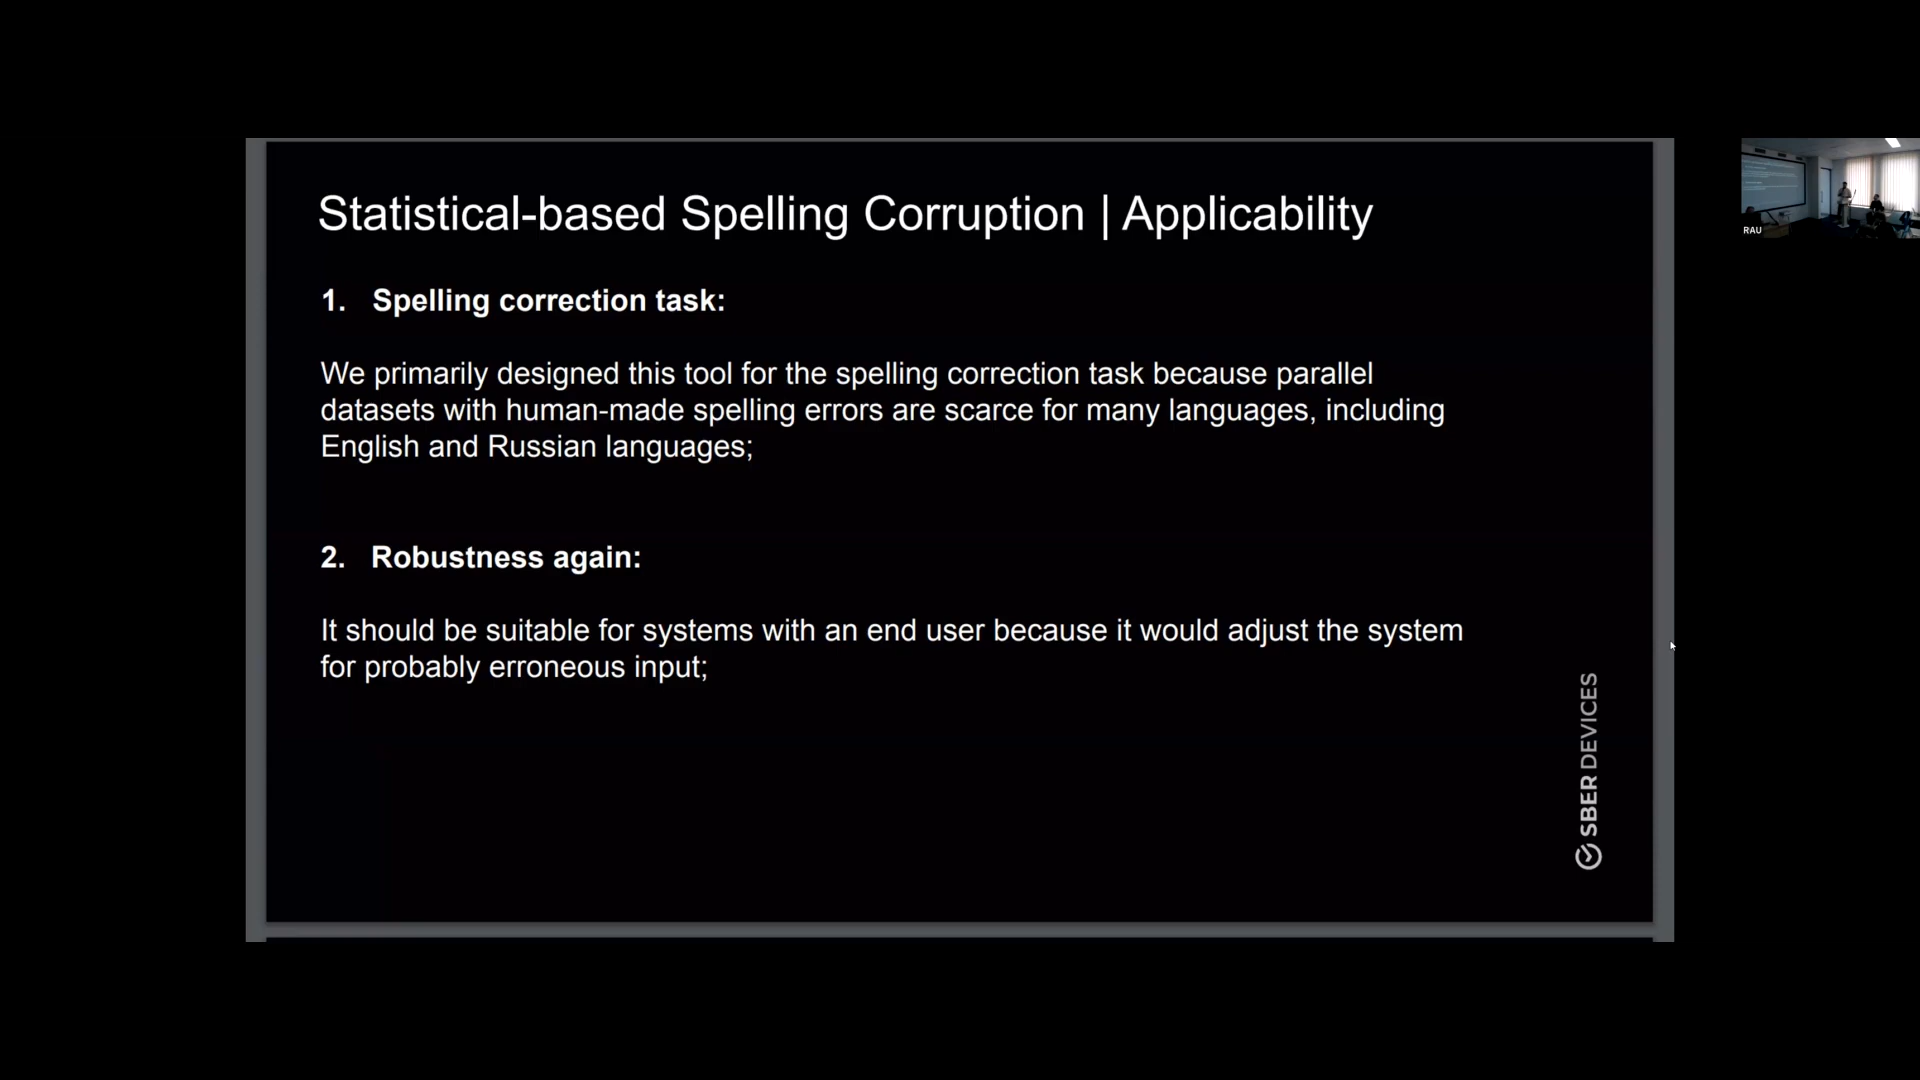 Statistical-based Spelling Corruption | Applicability
1. Spelling correction task:
We primarily designed this tool for the spelling correction task because parallel
datasets with human-made spelling errors are scarce for many languages, including
English and Russian languages;
2. Robustness again:
It should be suitable for systems with an end user because it would adjust the system
for probably erroneous input;
SBER DEVICES
RAU